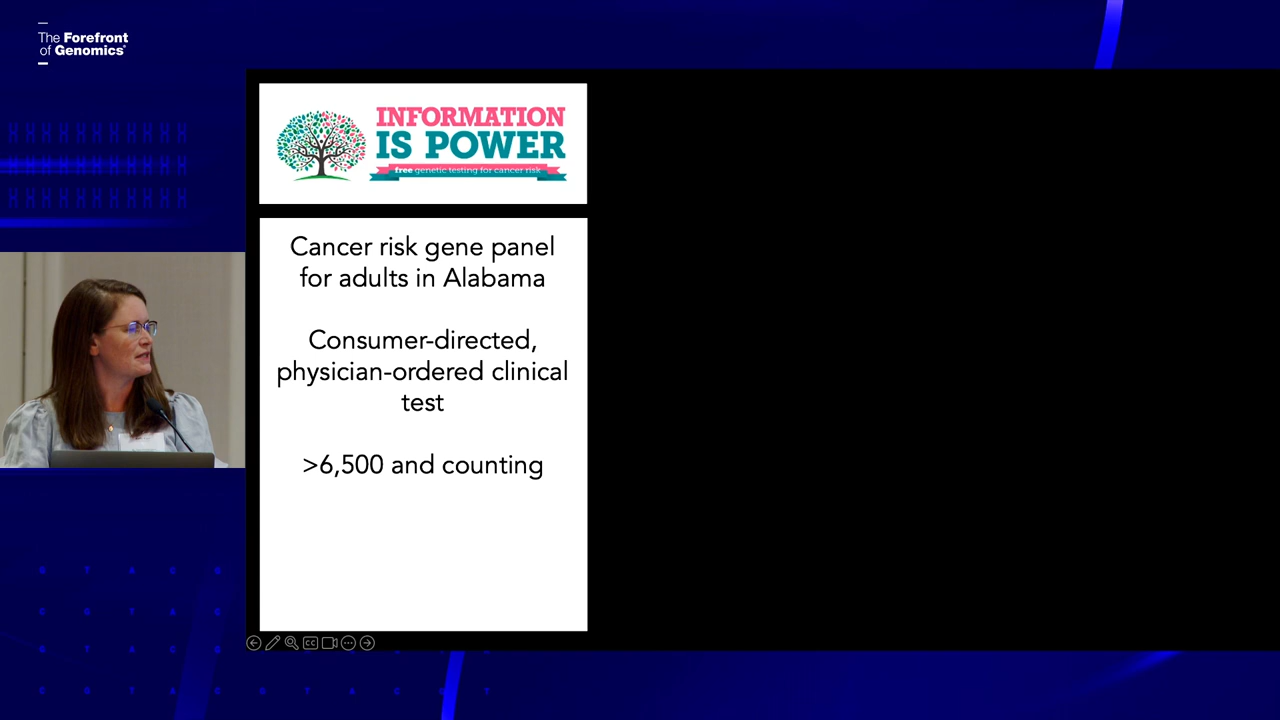 The Forefront
of Genomics®
INFORMATION
IS POWER
free genetic testing for cancer risk
Cancer risk gene panel
for adults in Alabama
Consumer-directed,
physician-ordered clinical
test
>6,500 and counting
CC